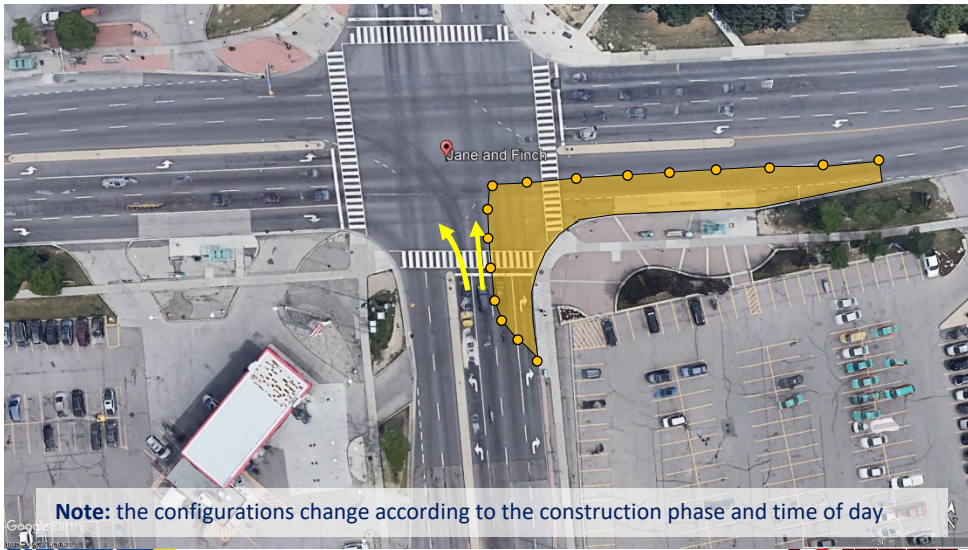 Jane and Finch
Note: the configurations change according to the construction phase and time of day
Google Earth
N